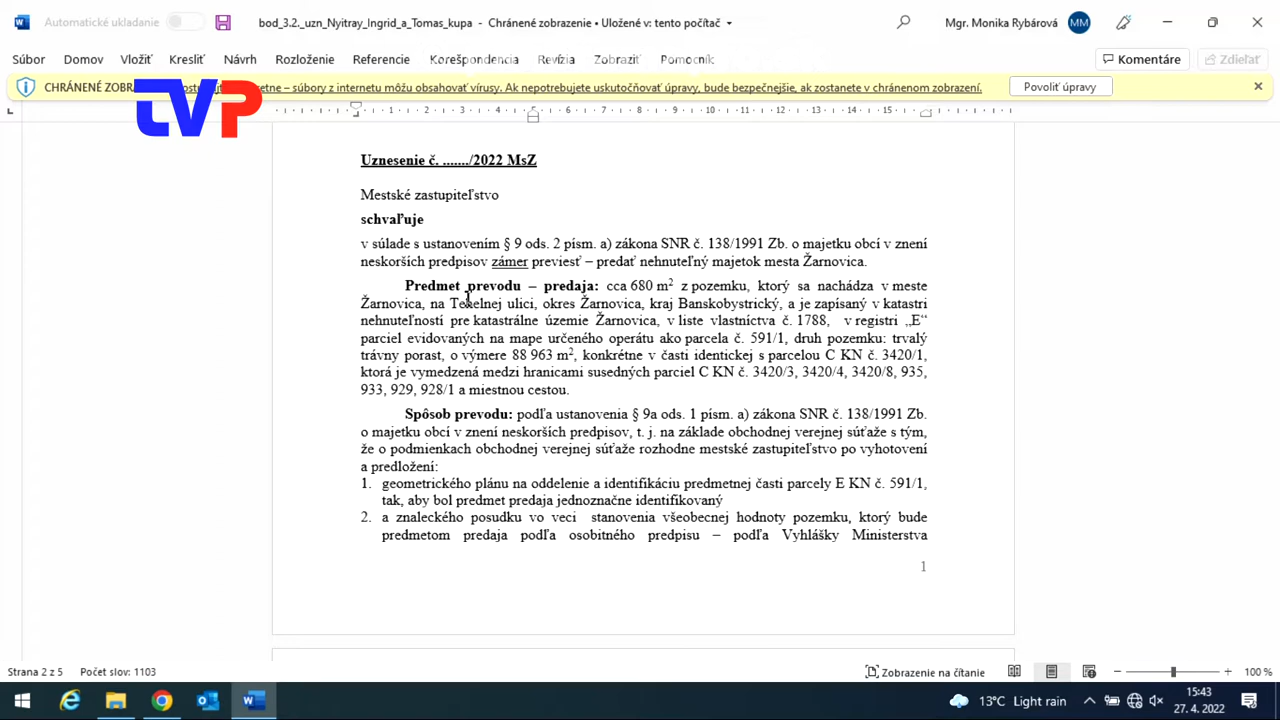 Automatické ukladanie
bod_3.2._uzn_Nyitray_Ingrid_a_Tomas_kupa - Chránené zobrazenie • Uložené v: tento počítač
Mgr. Monika Rybárová
MM
Súbor Domov Vložiť Kresliť Návrh Rozloženie Referencie Korešpondencia Revízia Zobraziť Pomocník
Komentáre
Zdieľať
CHRÁNENÉ – súbory z internetu môžu obsahovať vírusy. Ak nepotrebujete uskutočňovať úpravy, bude bezpečnejšie, ak zostanete v chránenom zobrazení.
Povoliť úpravy
TVP
Uznesenie č. ......./2022 MsZ
Mestské zastupiteľstvo
schvaľuje
v súlade s ustanovením § 9 ods. 2 písm. a) zákona SNR č. 138/1991 Zb. o majetku obcí v znení
neskorších predpisov zámer previesť – predať nehnuteľný majetok mesta Žarnovica.
Predmet prevodu – predaja: cca 680 m² z pozemku, ktorý sa nachádza v meste
Žarnovica, na Tehelnej ulici, okres Žarnovica, kraj Banskobystrický, a je zapísaný v katastri
nehnuteľností pre katastrálne územie Žarnovica, v liste vlastníctva č. 1788, v registri „E“
parciel evidovaných na mape určeného operátu ako parcela č. 591/1, druh pozemku: trvalý
trávny porast, o výmere 88 963 m², konkrétne v časti identickej s parcelou C KN č. 3420/1,
ktorá je vymedzená medzi hranicami susedných parciel C KN č. 3420/3, 3420/4, 3420/8, 935,
933, 929, 928/1 a miestnou cestou.
Spôsob prevodu: podľa ustanovenia § 9a ods. 1 písm. a) zákona SNR č. 138/1991 Zb.
o majetku obcí v znení neskorších predpisov, t. j. na základe obchodnej verejnej súťaže s tým,
že o podmienkach obchodnej verejnej súťaže rozhodne mestské zastupiteľstvo po vyhotovení
a predložení:
1. geometrického plánu na oddelenie a identifikáciu predmetnej časti parcely E KN č. 591/1,
tak, aby bol predmet predaja jednoznačne identifikovaný
2. a znaleckého posudku vo veci stanovenia všeobecnej hodnoty pozemku, ktorý bude
predmetom predaja podľa osobitného predpisu – podľa Vyhlášky Ministerstva
1
Strana 2 z 5 Počet slov: 1103
Zobrazenie na čítanie
100 %
13°C Light rain
15:43
27. 4. 2022